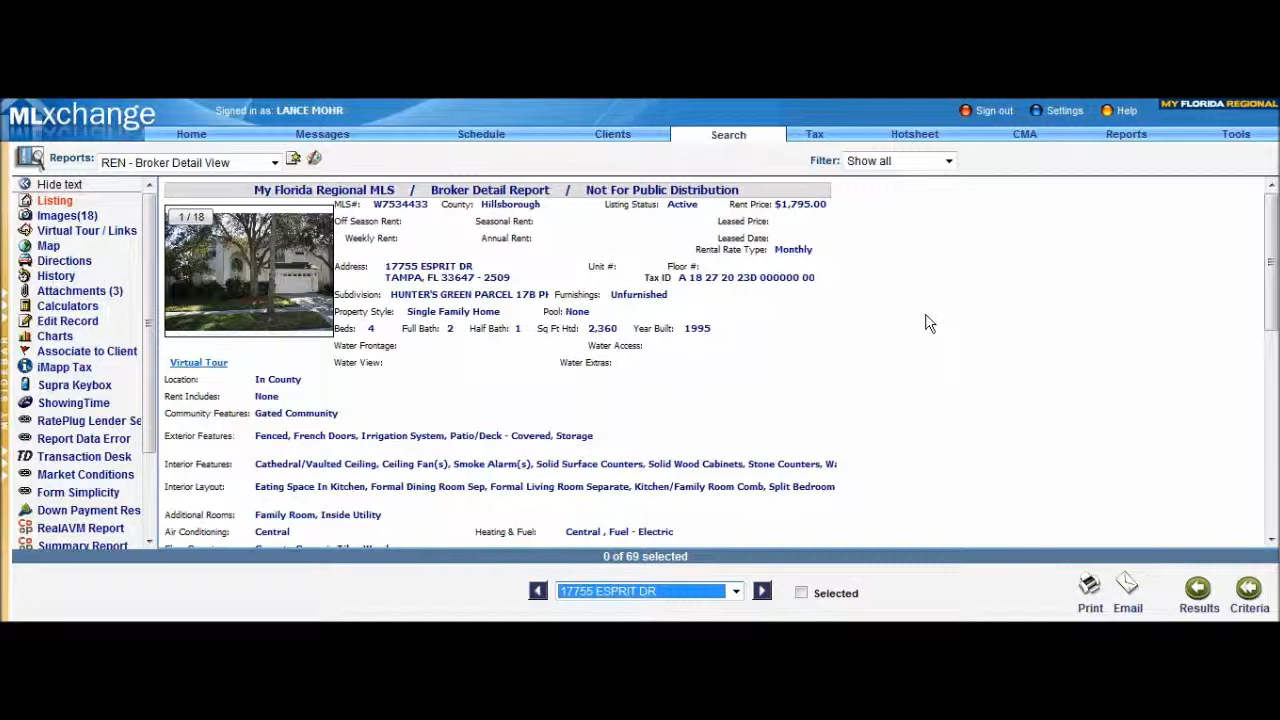 MLxchange
Signed in as: LANCE MOHR
Sign out Settings Help
MY FLORIDA REGIONAL
Home Messages Schedule Clients Search Tax Hotsheet CMA Reports Tools
Reports: REN - Broker Detail View Filter: Show all
Hide text
Listing
Images(18)
Virtual Tour / Links
Map
Directions
History
Attachments (3)
Calculators
Edit Record
Charts
Associate to Client
iMapp Tax
Supra Keybox
ShowingTime
RatePlug Lender Se
Report Data Error
TD Transaction Desk
Market Conditions
Form Simplicity
Down Payment Res
RealAVM Report
Summary Report
My Florida Regional MLS / Broker Detail Report / Not For Public Distribution
1 / 18
MLS#: W7534433 County: Hillsborough Listing Status: Active Rent Price: $1,795.00
Off Season Rent: Seasonal Rent: Leased Price:
Weekly Rent: Annual Rent: Leased Date:
Rental Rate Type: Monthly
Address: 17755 ESPRIT DR Unit #: Floor #:
TAMPA, FL 33647 - 2509 Tax ID A 18 27 20 23D 000000 00
Subdivision: HUNTER'S GREEN PARCEL 17B PH Furnishings: Unfurnished
Property Style: Single Family Home Pool: None
Beds: 4 Full Bath: 2 Half Bath: 1 Sq Ft Htd: 2,360 Year Built: 1995
Water Frontage: Water Access:
Virtual Tour Water View: Water Extras:
Location: In County
Rent Includes: None
Community Features: Gated Community
Exterior Features: Fenced, French Doors, Irrigation System, Patio/Deck - Covered, Storage
Interior Features: Cathedral/Vaulted Ceiling, Ceiling Fan(s), Smoke Alarm(s), Solid Surface Counters, Solid Wood Cabinets, Stone Counters,
Interior Layout: Eating Space In Kitchen, Formal Dining Room Sep, Formal Living Room Separate, Kitchen/Family Room Comb, Split Bedroom
Additional Rooms: Family Room, Inside Utility
Air Conditioning: Central Heating & Fuel: Central , Fuel - Electric
0 of 69 selected
17755 ESPRIT DR Selected
Print Email Results Criteria